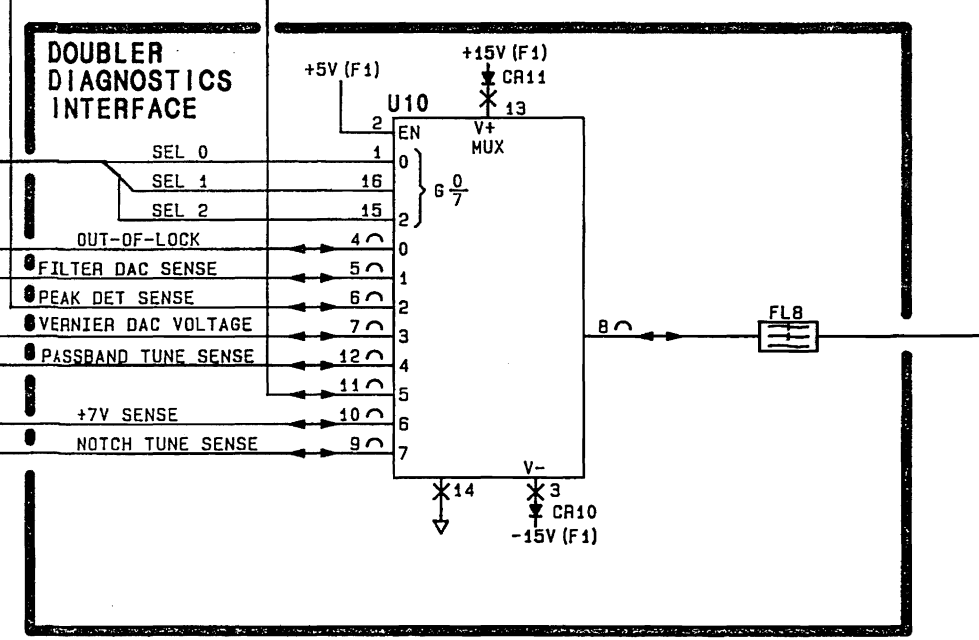 DOUBLER
DIAGNOSTICS
INTERFACE
+15V (F1)
+5V (F1)
CR11
U10
13
2
EN
V+
MUX
SEL 0
1
0
SEL 1
16
G 0/7
SEL 2
15
2
OUT-OF-LOCK
4
0
FILTER DAC SENSE
5
1
PEAK DET SENSE
6
2
VERNIER DAC VOLTAGE
7
3
8
FL8
PASSBAND TUNE SENSE
12
4
11
5
+7V SENSE
10
6
NOTCH TUNE SENSE
9
7
V-
14
3
CR10
-15V (F1)